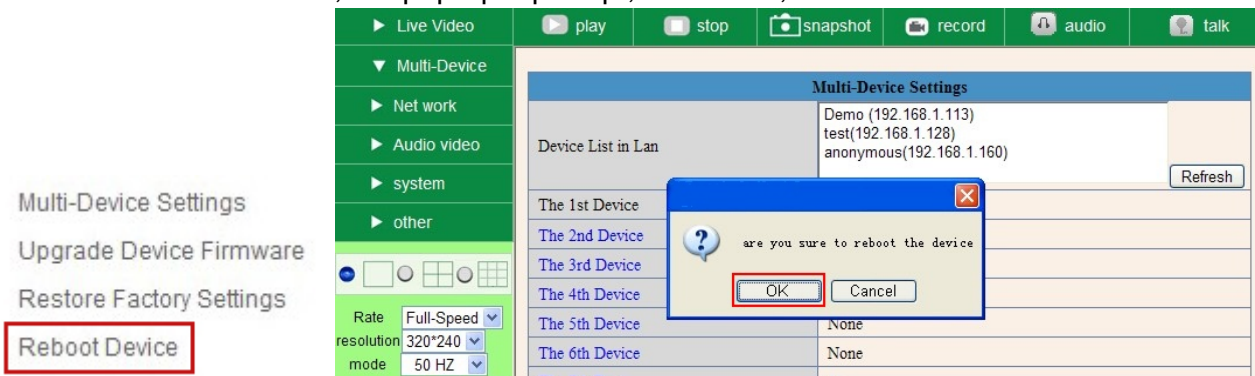 Multi-Device Settings
Upgrade Device Firmware
Restore Factory Settings
Reboot Device
Live Video
play
stop
snapshot
record
audio
talk
Multi-Device
Net work
Audio video
system
other
Rate Full-Speed
resolution 320*240
mode 50 HZ
Multi-Device Settings
Device List in Lan
Demo (192.168.1.113)
test(192.168.1.128)
anonymous(192.168.1.160)
Refresh
The 1st Device
The 2nd Device
The 3rd Device
The 4th Device
The 5th Device None
The 6th Device None
are you sure to reboot the device
OK Cancel